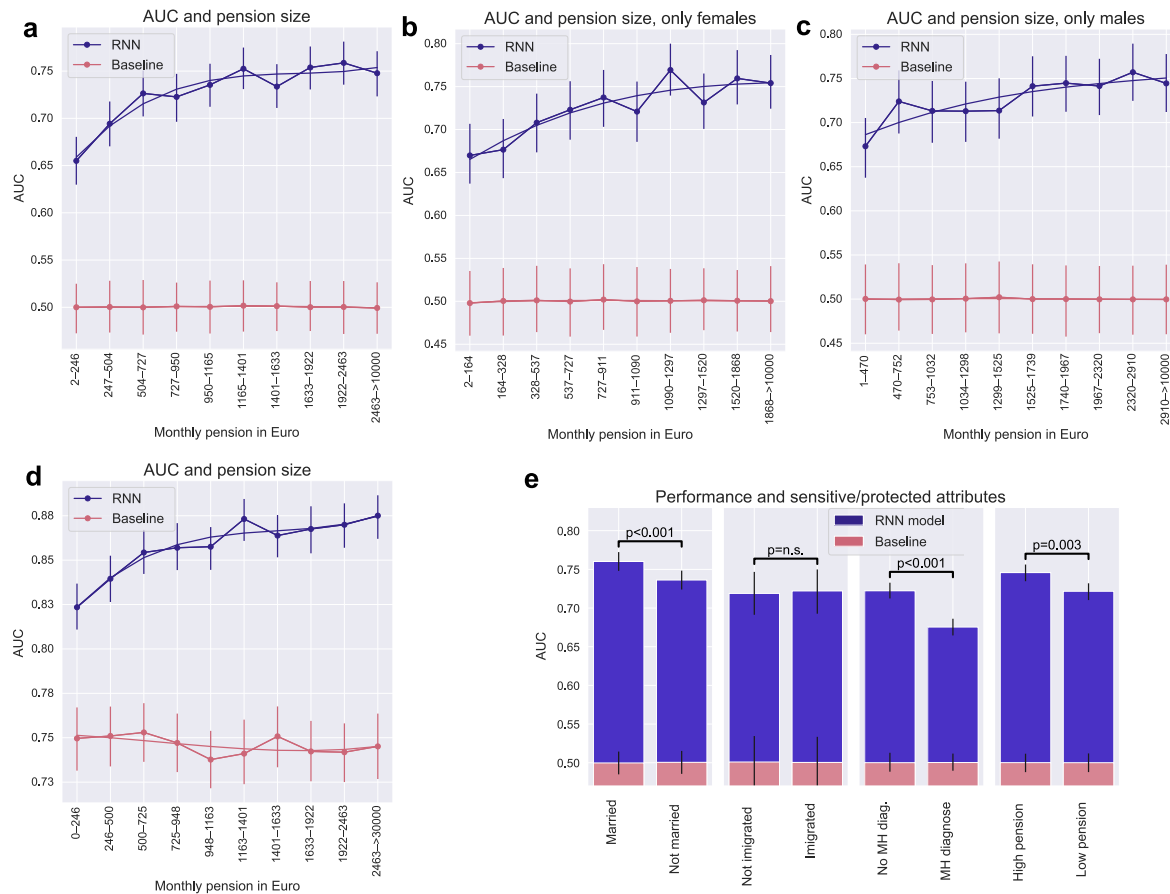 a
AUC and pension size
RNN
Baseline
AUC
0.75
0.70
0.65
0.60
0.55
0.50
2–246
247–504
504–727
727–950
950–1165
1165–1401
1401–1633
1633–1922
1922–2463
2463–>10000
Monthly pension in Euro
b
AUC and pension size, only females
RNN
Baseline
AUC
0.80
0.75
0.70
0.65
0.60
0.55
0.50
0.45
2–164
164–328
328–537
537–727
727–911
911–1090
1090–1297
1297–1520
1520–1868
1868–>10000
Monthly pension in Euro
c
AUC and pension size, only males
RNN
Baseline
AUC
0.80
0.75
0.70
0.65
0.60
0.55
0.50
0.45
1–470
470–752
753–1032
1034–1298
1299–1525
1525–1739
1740–1967
1967–2320
2320–2910
2910–>10000
Monthly pension in Euro
d
AUC and pension size
RNN
Baseline
AUC
0.88
0.85
0.83
0.80
0.78
0.75
0.73
0–246
246–500
500–725
725–948
948–1163
1163–1401
1401–1633
1633–1922
1922–2463
2463–>30000
Monthly pension in Euro
e
Performance and sensitive/protected attributes
RNN model
Baseline
p<0.001
p=n.s.
p<0.001
p=0.003
AUC
0.80
0.75
0.70
0.65
0.60
0.55
0.50
Married
Not married
Not imigrated
Imigrated
No MH diag.
MH diagnose
High pension
Low pension